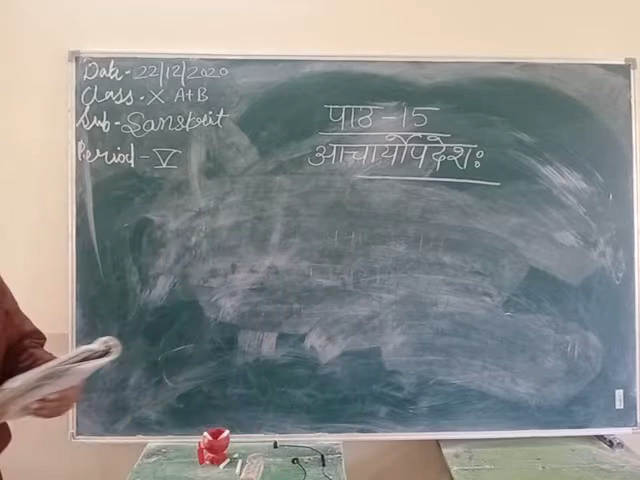 Date- 22/12/2020
Class- X A+B
Sub- Sanskrit
Period - V
पाठ -15
आचार्योपदेशः